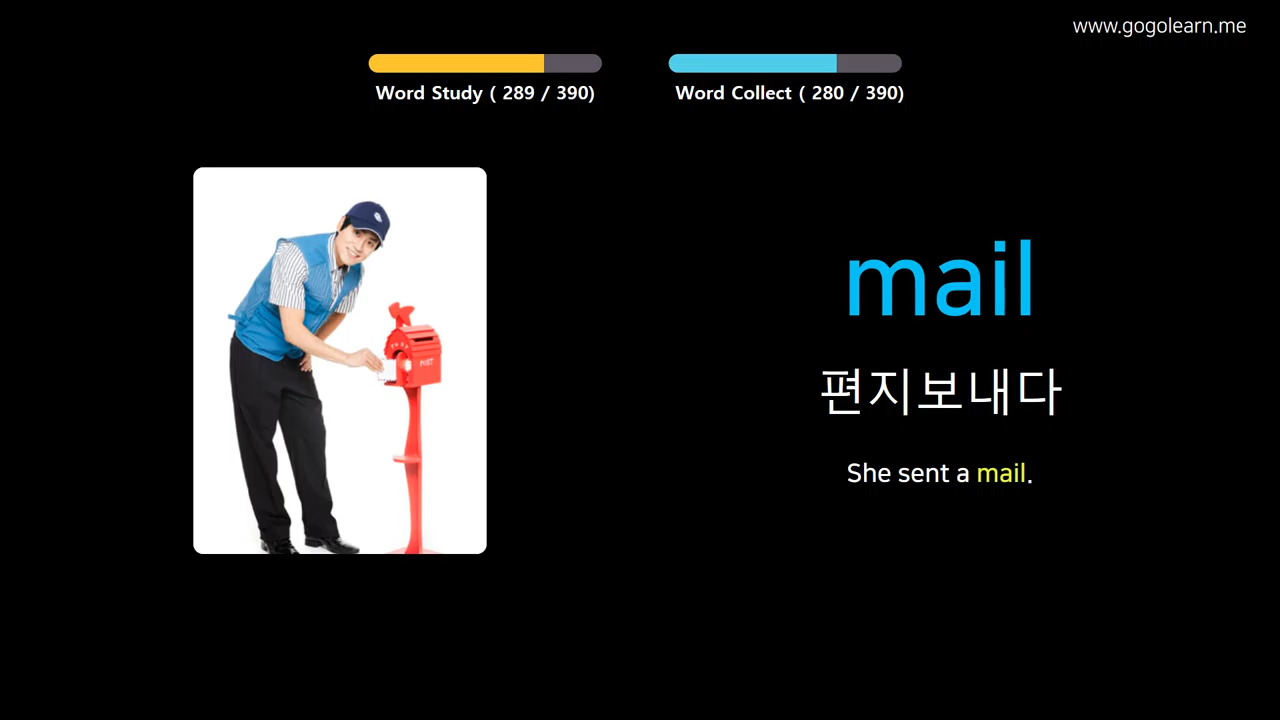 www.gogolearn.me
Word Study ( 289 / 390)
Word Collect ( 280 / 390)
POST
mail
편지보내다
She sent a mail.